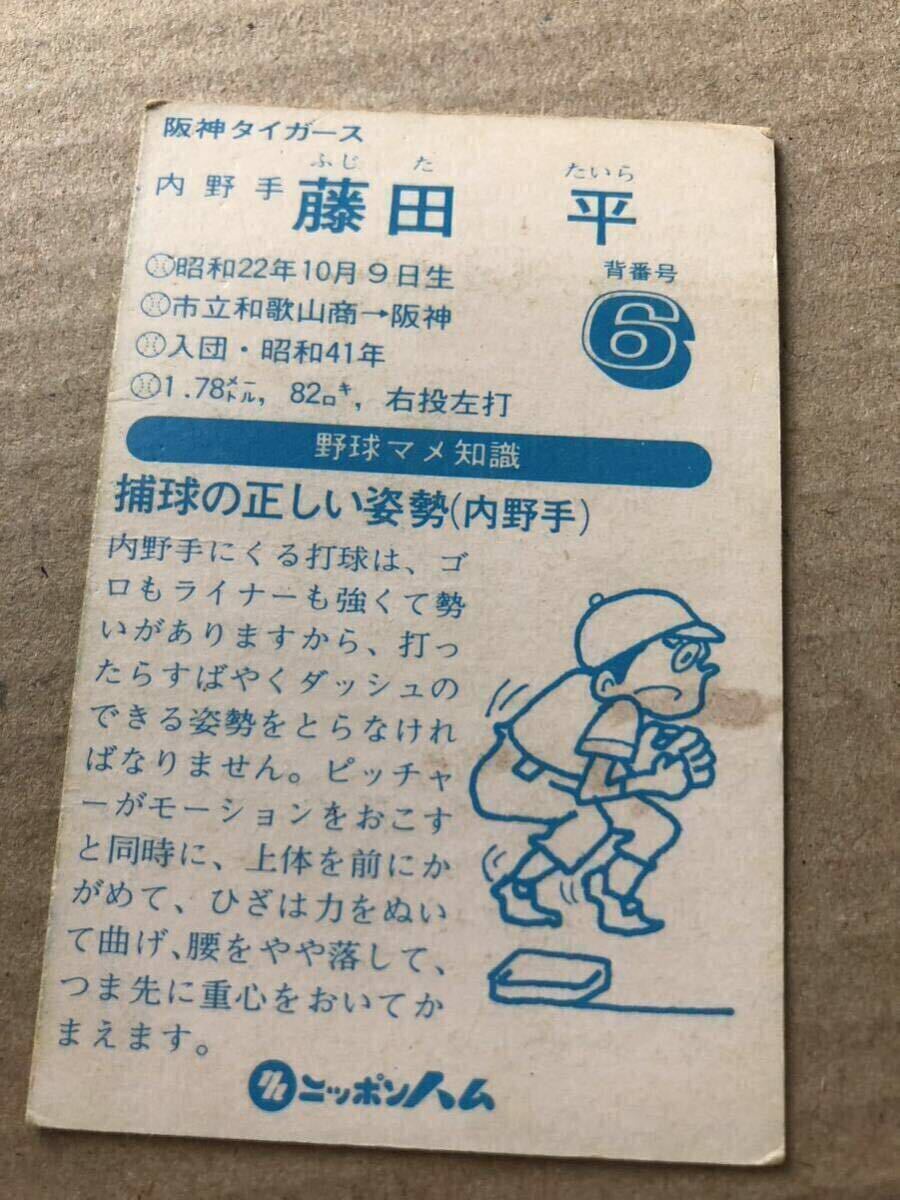 阪神タイガース
ふじ た たいら
内野手 藤田 平
昭和22年10月9日生
背番号
市立和歌山商→阪神
6
入団・昭和41年
1.78メートル, 82キロ, 右投左打
野球マメ知識
捕球の正しい姿勢(内野手)
内野手にくる打球は、ゴ
ロもライナーも強くて勢
いがありますから、打っ
たらすばやくダッシュの
できる姿勢をとらなけれ
ばなりません。ピッチャ
ーがモーションをおこす
と同時に、上体を前にか
がめて、ひざは力をぬい
て曲げ、腰をやや落して、
つま先に重心をおいてか
まえます。
ニッポンハム